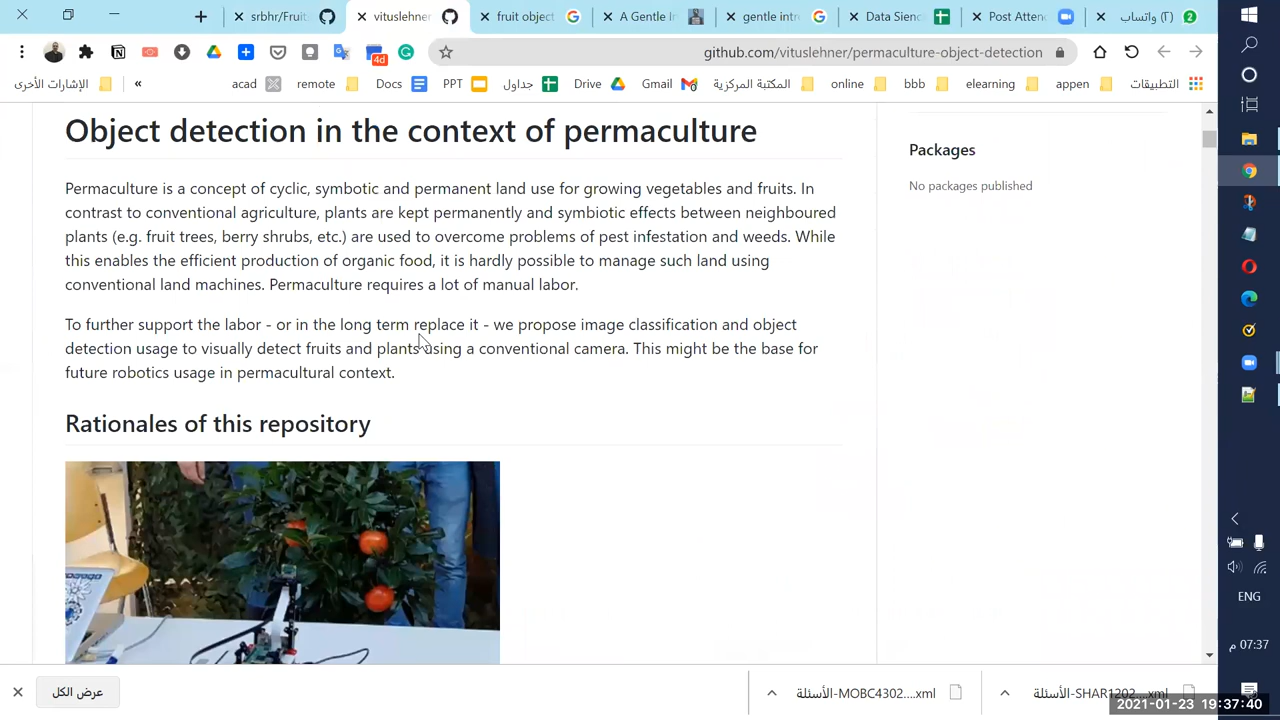 srbhr/Fruits
vituslehner
fruit object
A Gentle In
gentle intro
Data Sienc
Post Atte
(٢) واتساب
2
4d
github.com/vituslehner/permaculture-object-detection
الإشارات الأخرى
«
acad
remote
Docs
PPT
جداول
Drive
Gmail
المكتبة المركزية
online
bbb
elearning
appen
التطبيقات
Object detection in the context of permaculture
Permaculture is a concept of cyclic, symbotic and permanent land use for growing vegetables and fruits. In
contrast to conventional agriculture, plants are kept permanently and symbiotic effects between neighboured
plants (e.g. fruit trees, berry shrubs, etc.) are used to overcome problems of pest infestation and weeds. While
this enables the efficient production of organic food, it is hardly possible to manage such land using
conventional land machines. Permaculture requires a lot of manual labor.
To further support the labor - or in the long term replace it - we propose image classification and object
detection usage to visually detect fruits and plants using a conventional camera. This might be the base for
future robotics usage in permacultural context.
Rationales of this repository
Packages
No packages published
ENG
07:37 م
عرض الكل
الأسئلة-MOBC4302....xml
الأسئلة-SHAR1202....xml
2021-01-23 19:37:40